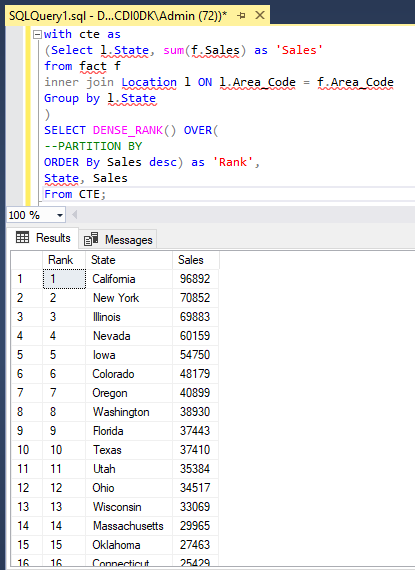 SQLQuery1.sql - D...CDI0DK\Admin (72))*
with cte as
(Select l.State, sum(f.Sales) as 'Sales'
from fact f
inner join Location l ON l.Area_Code = f.Area_Code
Group by l.State
)
SELECT DENSE_RANK() OVER(
--PARTITION BY
ORDER By Sales desc) as 'Rank',
State, Sales
From CTE;
100 %
Results Messages
Rank State Sales
1 1 California 96892
2 2 New York 70852
3 3 Illinois 69883
4 4 Nevada 60159
5 5 Iowa 54750
6 6 Colorado 48179
7 7 Oregon 40899
8 8 Washington 38930
9 9 Florida 37443
10 10 Texas 37410
11 11 Utah 35384
12 12 Ohio 34517
13 13 Wisconsin 33069
14 14 Massachusetts 29965
15 15 Oklahoma 27463
16 16 Connecticut 25429